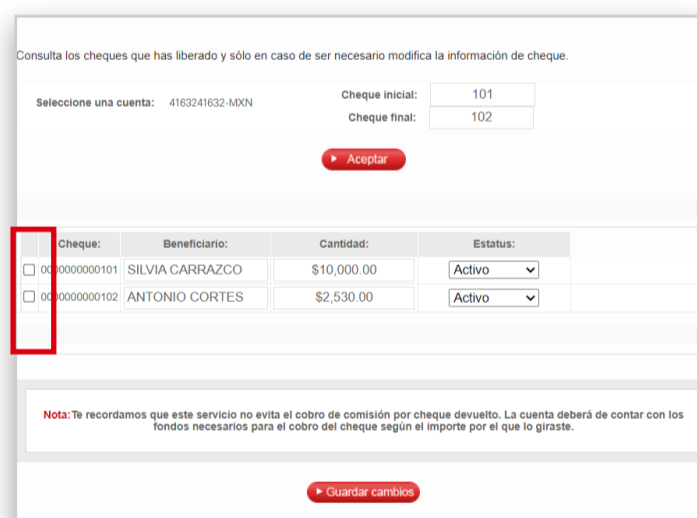 Consulta los cheques que has liberado y sólo en caso de ser necesario modifica la información de cheque.
Seleccione una cuenta: 4163241632-MXN
Cheque inicial: 101
Cheque final: 102
Aceptar
Cheque: Beneficiario: Cantidad: Estatus:
0000000000101 SILVIA CARRAZCO $10,000.00 Activo
0000000000102 ANTONIO CORTES $2,530.00 Activo
Nota: Te recordamos que este servicio no evita el cobro de comisión por cheque devuelto. La cuenta deberá de contar con los
fondos necesarios para el cobro del cheque según el importe por el que lo giraste.
Guardar cambios